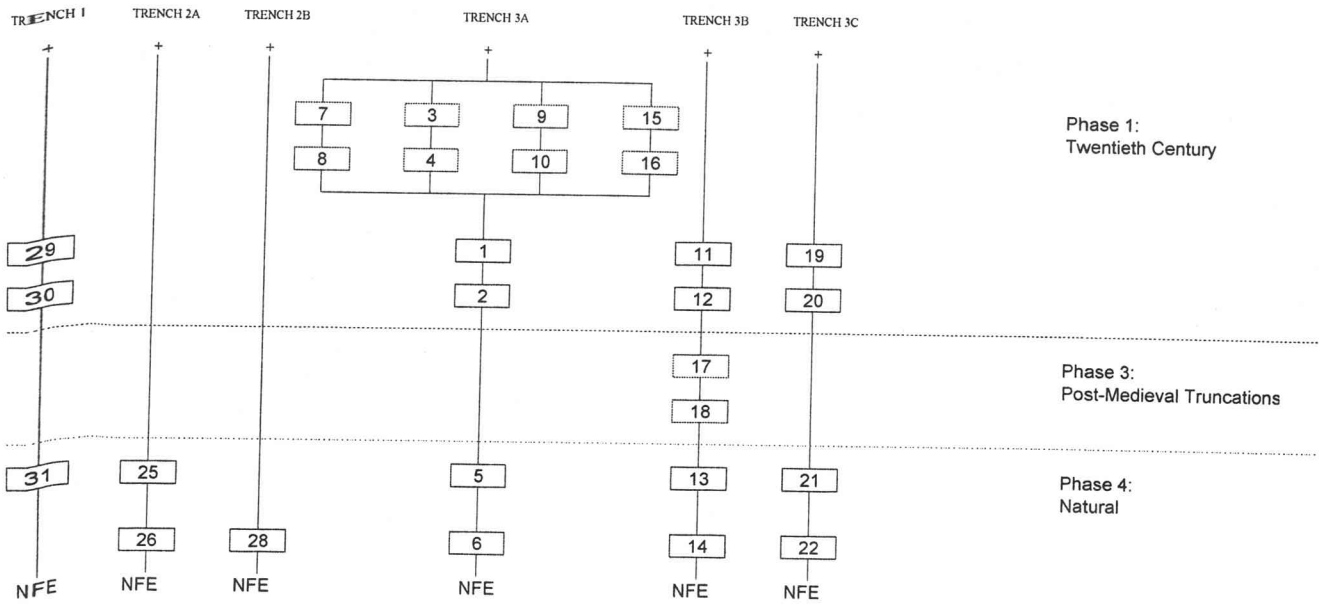 TRENCH 1 TRENCH 2A TRENCH 2B TRENCH 3A TRENCH 3B TRENCH 3C
+ + + + + +
7 3 9 15
Phase 1:
Twentieth Century
8 4 10 16
29 1 11 19
30 2 12 20
17
Phase 3:
Post-Medieval Truncations
18
31 25 5 13 21
Phase 4:
Natural
26 28 6 14 22
NFE NFE NFE NFE NFE NFE